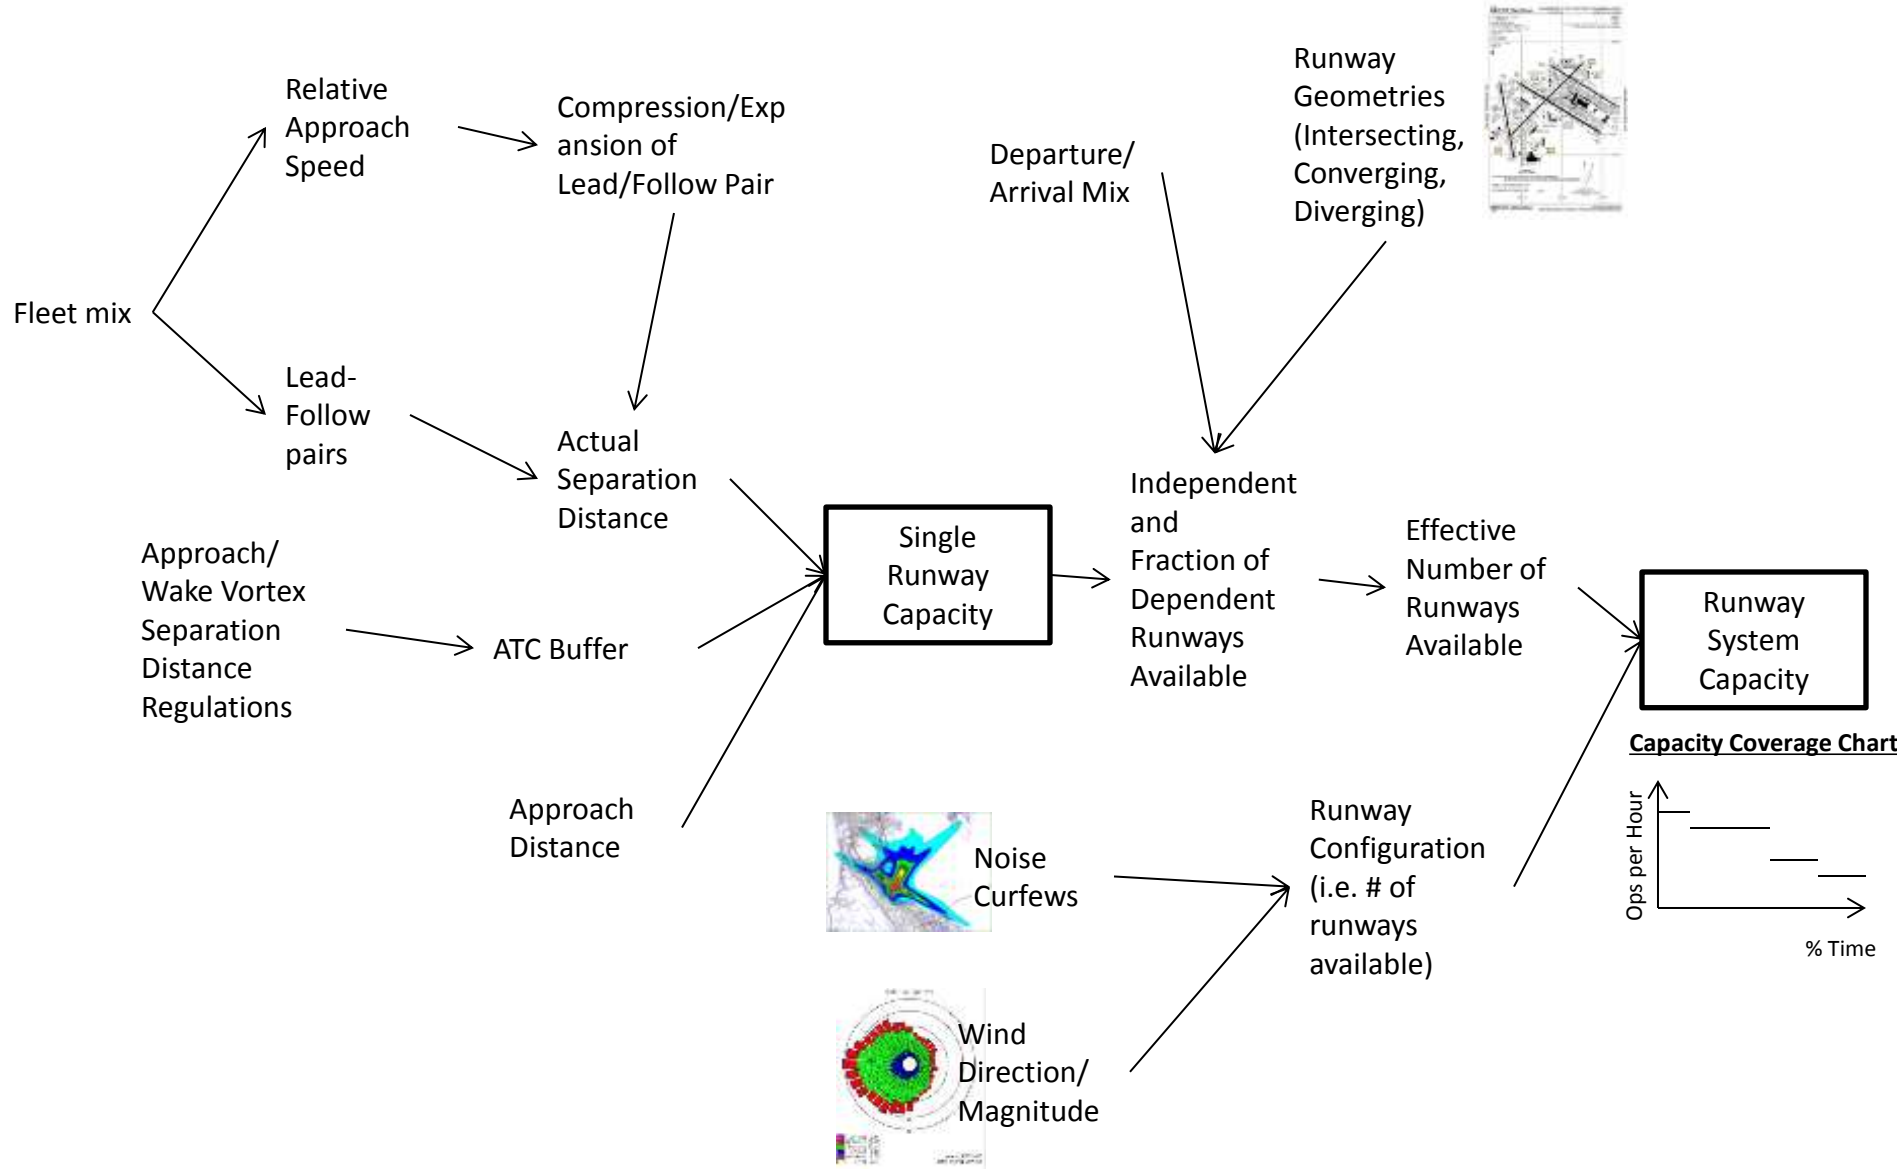 Relative
Approach
Speed
Compression/Exp
ansion of
Lead/Follow Pair
Departure/
Arrival Mix
Runway
Geometries
(Intersecting,
Converging,
Diverging)
Fleet mix
Lead-
Follow
pairs
Actual
Separation
Distance
Approach/
Wake Vortex
Separation
Distance
Regulations
ATC Buffer
Approach
Distance
Single
Runway
Capacity
Independent
and
Fraction of
Dependent
Runways
Available
Effective
Number of
Runways
Available
Runway
System
Capacity
Capacity Coverage Chart
Ops per Hour
% Time
Noise
Curfews
Runway
Configuration
(i.e. # of
runways
available)
Wind
Direction/
Magnitude